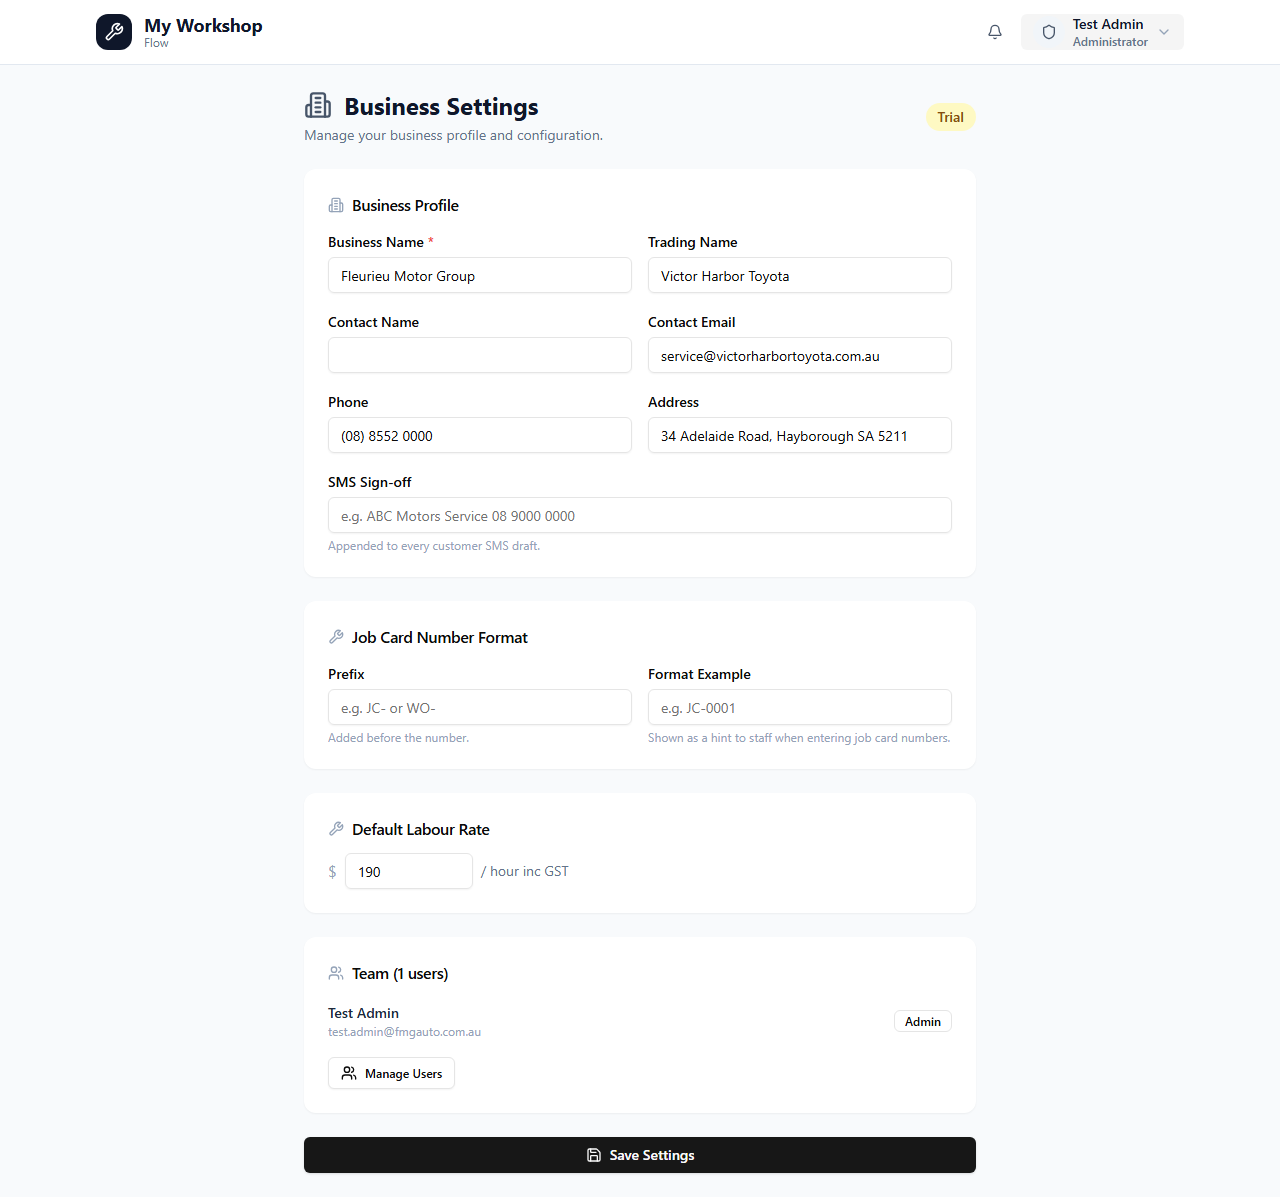 My Workshop
Flow
Test Admin
Administrator
Business Settings
Manage your business profile and configuration.
Trial
Business Profile
Business Name *
Trading Name
Fleurieu Motor Group
Victor Harbor Toyota
Contact Name
Contact Email
service@victorharbortoyota.com.au
Phone
Address
(08) 8552 0000
34 Adelaide Road, Hayborough SA 5211
SMS Sign-off
e.g. ABC Motors Service 08 9000 0000
Appended to every customer SMS draft.
Job Card Number Format
Prefix
Format Example
e.g. JC- or WO-
e.g. JC-0001
Added before the number.
Shown as a hint to staff when entering job card numbers.
Default Labour Rate
$ 190 / hour inc GST
Team (1 users)
Test Admin
test.admin@fmgauto.com.au
Admin
Manage Users
Save Settings